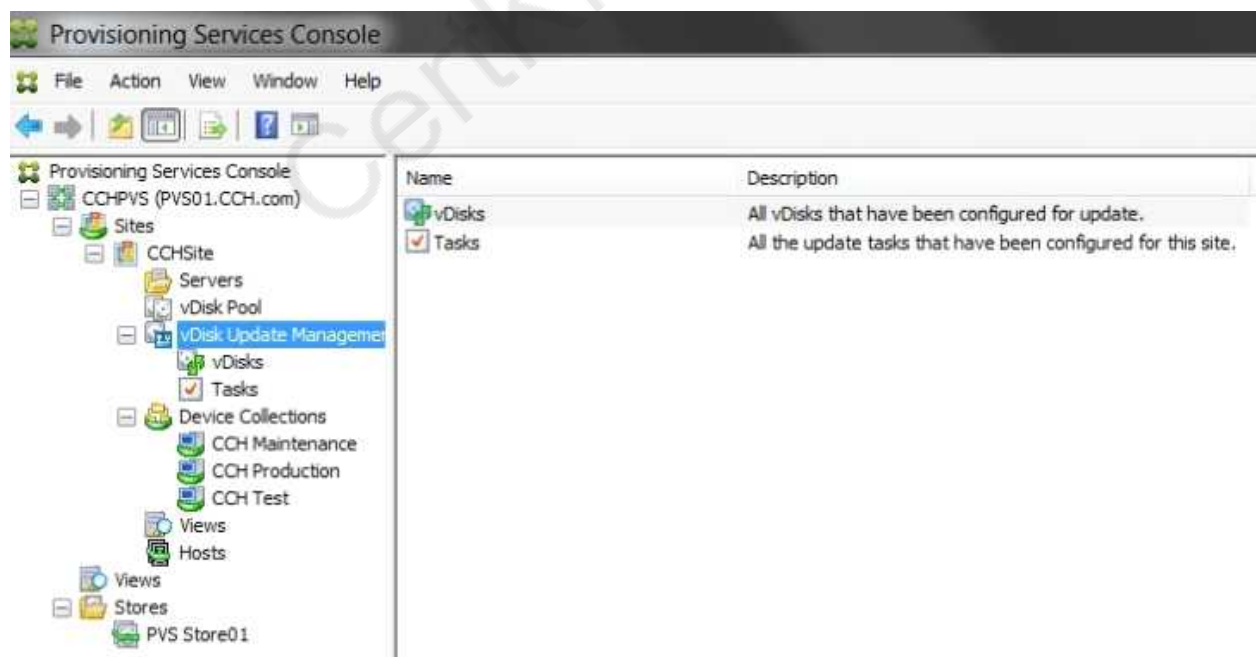 Provisioning Services Console
File Action View Window Help
Provisioning Services Console
CCHPVS (PVS01.CCH.com)
Sites
CCHSite
Servers
vDisk Pool
vDisk Update Managemer
vDisks
Tasks
Device Collections
CCH Maintenance
CCH Production
CCH Test
Views
Hosts
Views
Stores
PVS Store01
Name Description
vDisks All vDisks that have been configured for update.
Tasks All the update tasks that have been configured for this site.